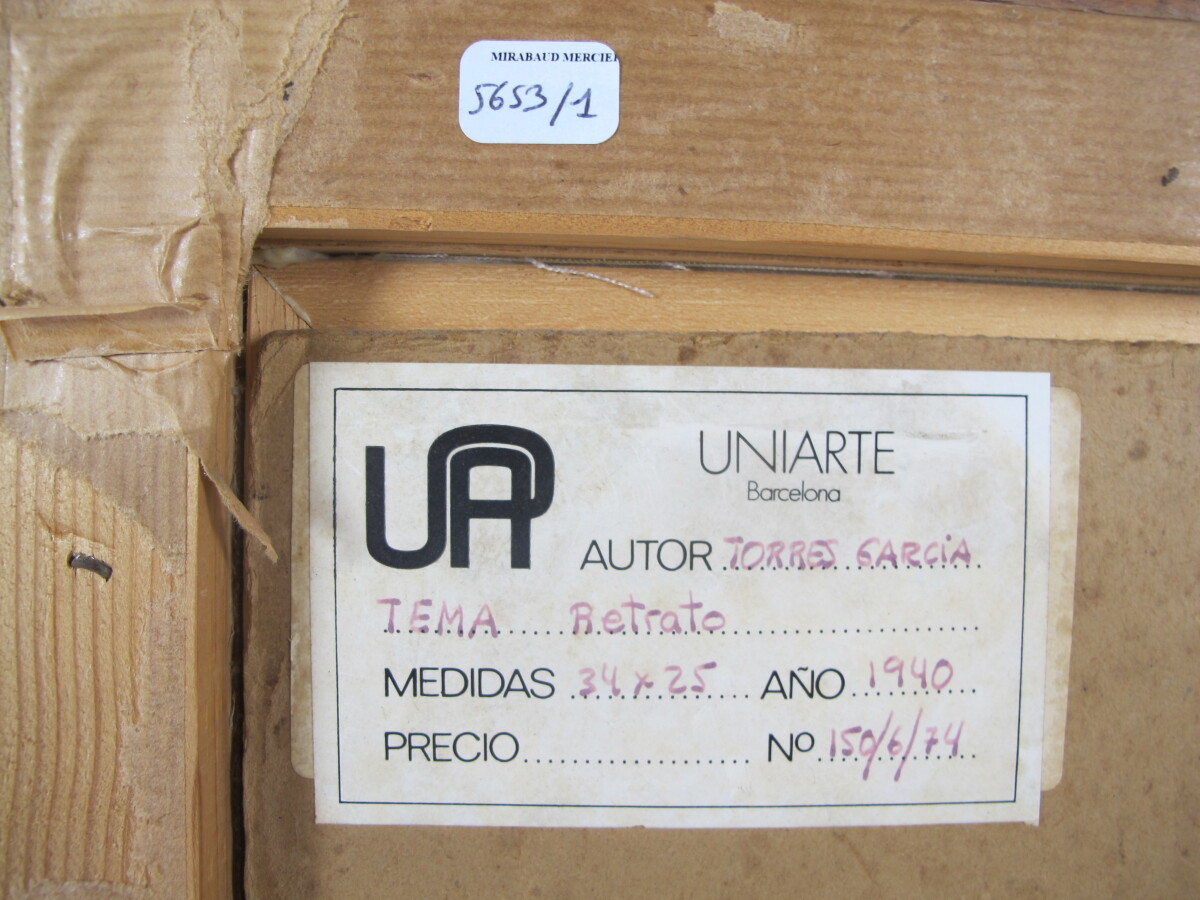 MIRABAUD MERCIER
5653/1
UA
UNIARTE
Barcelona
AUTOR TORRES GARCIA
TEMA Retrato
MEDIDAS 34 x 25 AÑO 1940
PRECIO Nº 150/6/74